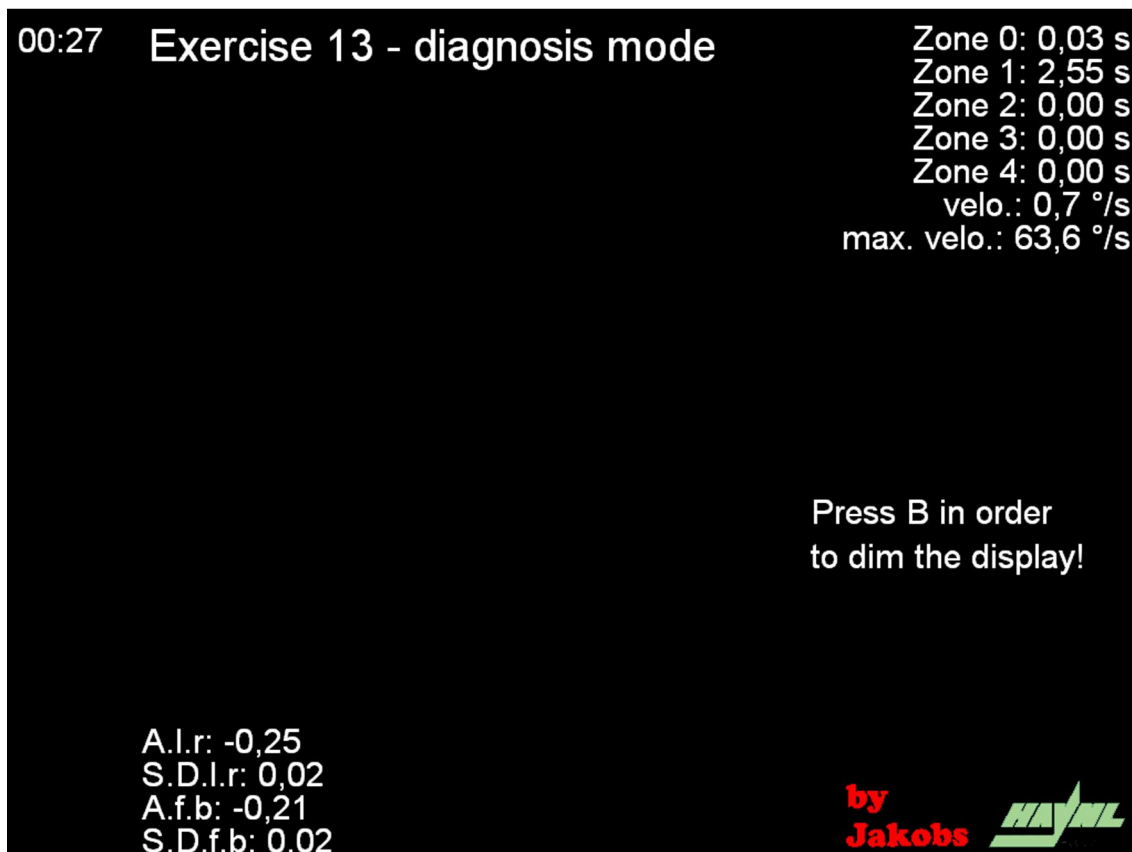 00:27
Exercise 13 - diagnosis mode
Zone 0: 0,03 s
Zone 1: 2,55 s
Zone 2: 0,00 s
Zone 3: 0,00 s
Zone 4: 0,00 s
velo.: 0,7 °/s
max. velo.: 63,6 °/s
Press B in order
to dim the display!
A.l.r: -0,25
S.D.l.r: 0,02
A.f.b: -0,21
S.D.f.b: 0,02
by
Jakobs
HAYNL